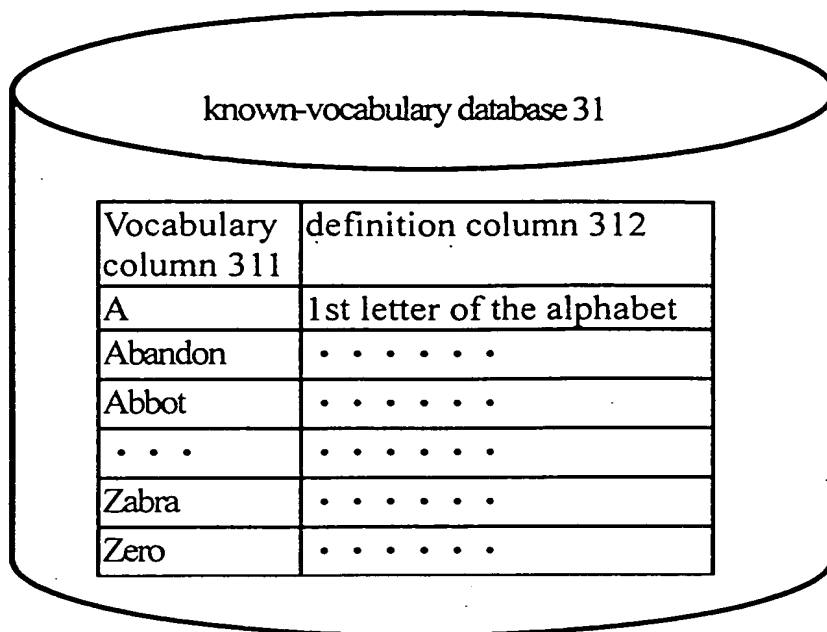 known-vocabulary database 31
Vocabulary column 311 definition column 312
A 1st letter of the alphabet
Abandon • • • • • •
Abbot • • • • • •
• • • • • • • • •
Zabra • • • • • •
Zero • • • • • •